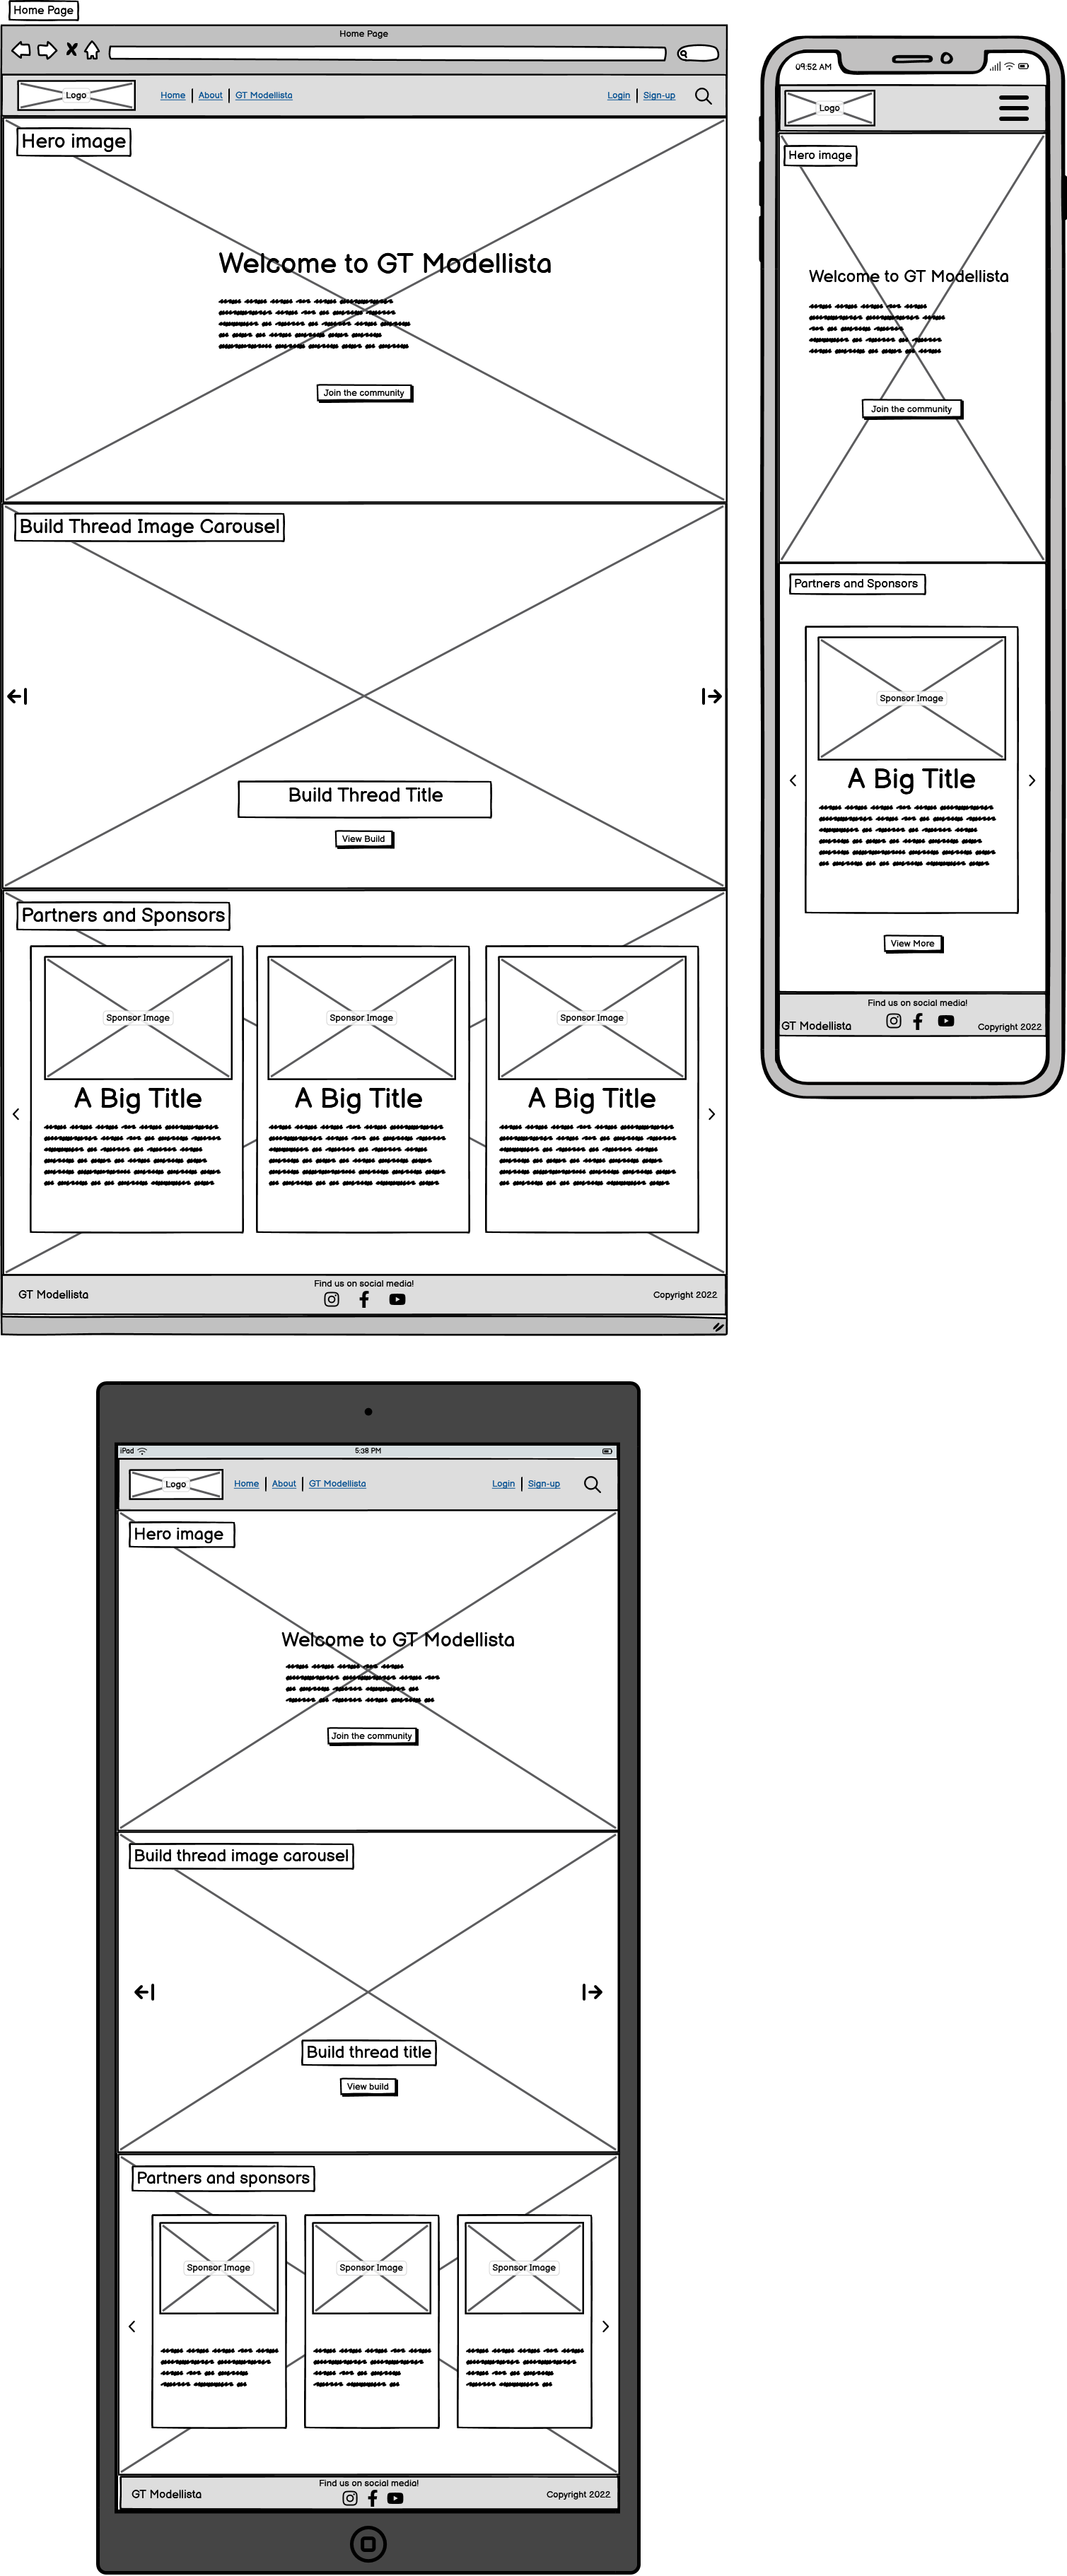 Home Page
Home Page
Logo
Home About GT Modellista
Login Sign-up
Hero image
Welcome to GT Modellista
Join the community
Build Thread Image Carousel
Build Thread Title
View Build
Partners and Sponsors
Sponsor Image
Sponsor Image
Sponsor Image
A Big Title
A Big Title
A Big Title
Find us on social media!
GT Modellista
Copyright 2022
09:52 AM
Logo
Hero image
Welcome to GT Modellista
Join the community
Partners and Sponsors
Sponsor Image
A Big Title
View More
Find us on social media!
GT Modellista
Copyright 2022
iPad
5:38 PM
Logo
Home About GT Modellista
Login Sign-up
Hero image
Welcome to GT Modellista
Join the community
Build thread image carousel
Build thread title
View build
Partners and sponsors
Sponsor Image
Sponsor Image
Sponsor Image
Find us on social media!
GT Modellista
Copyright 2022